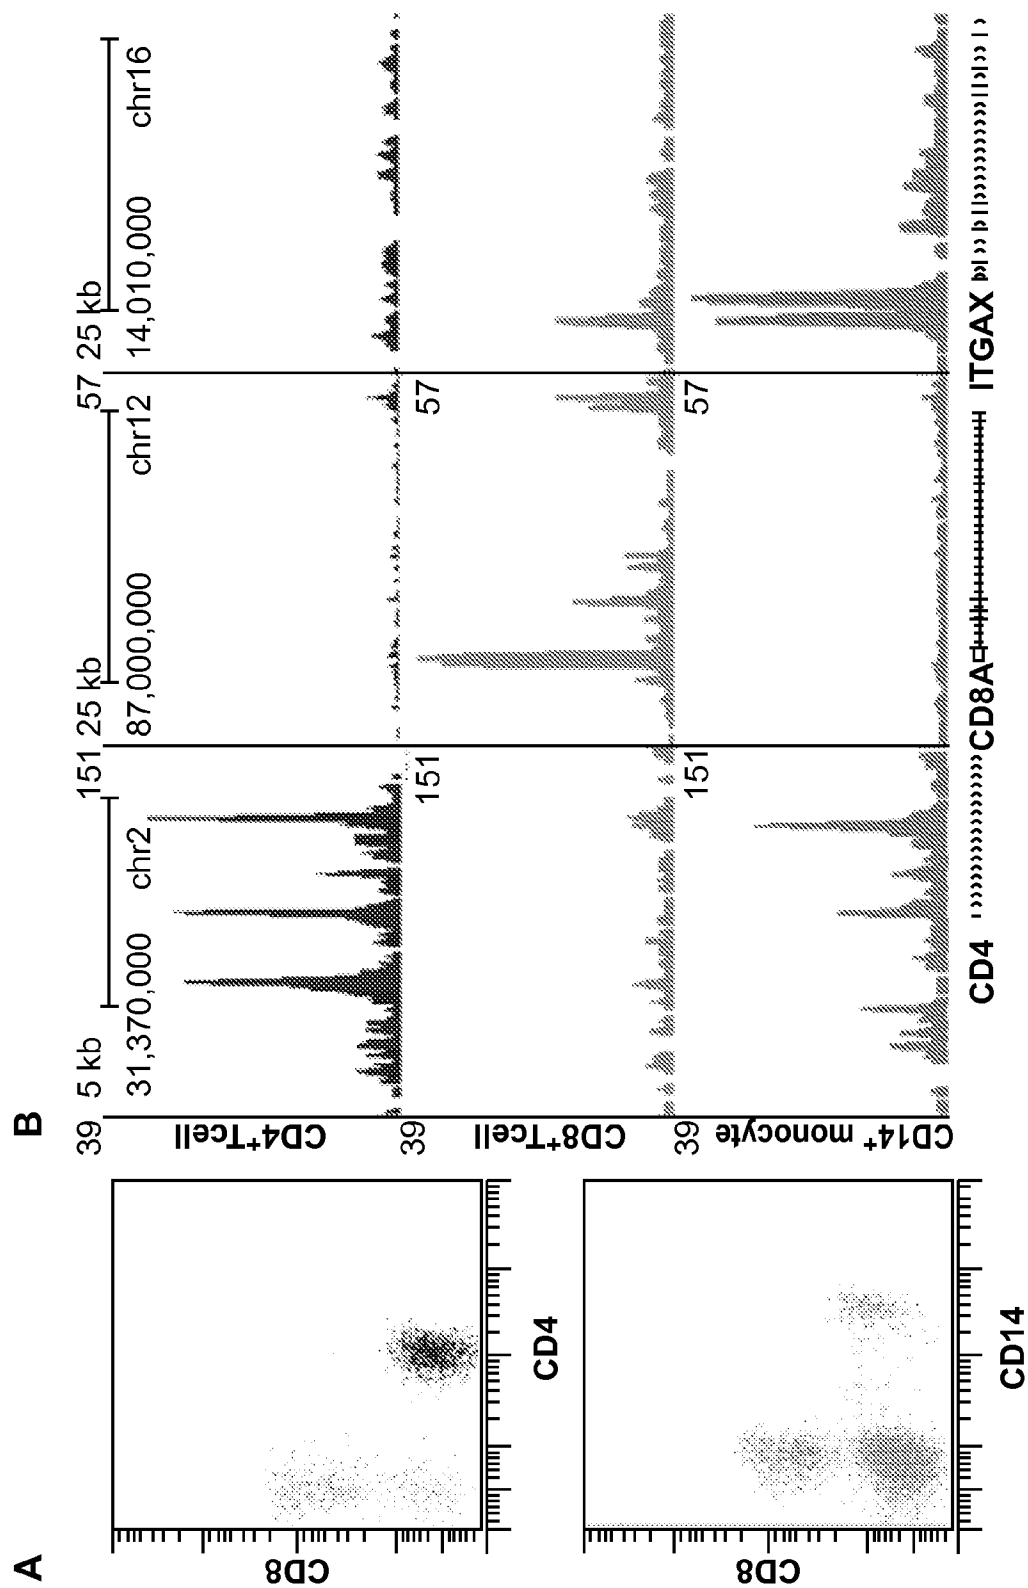 A
CD8
CD4
CD8
CD14
B
39
5 kb
151
25 kb
57
25 kb
31,370,000
chr2
87,000,000
chr12
14,010,000
chr16
CD4+Tcell
39
151
57
CD8+Tcell
39
151
57
CD14+ monocyte
CD4
CD8A
ITGAX